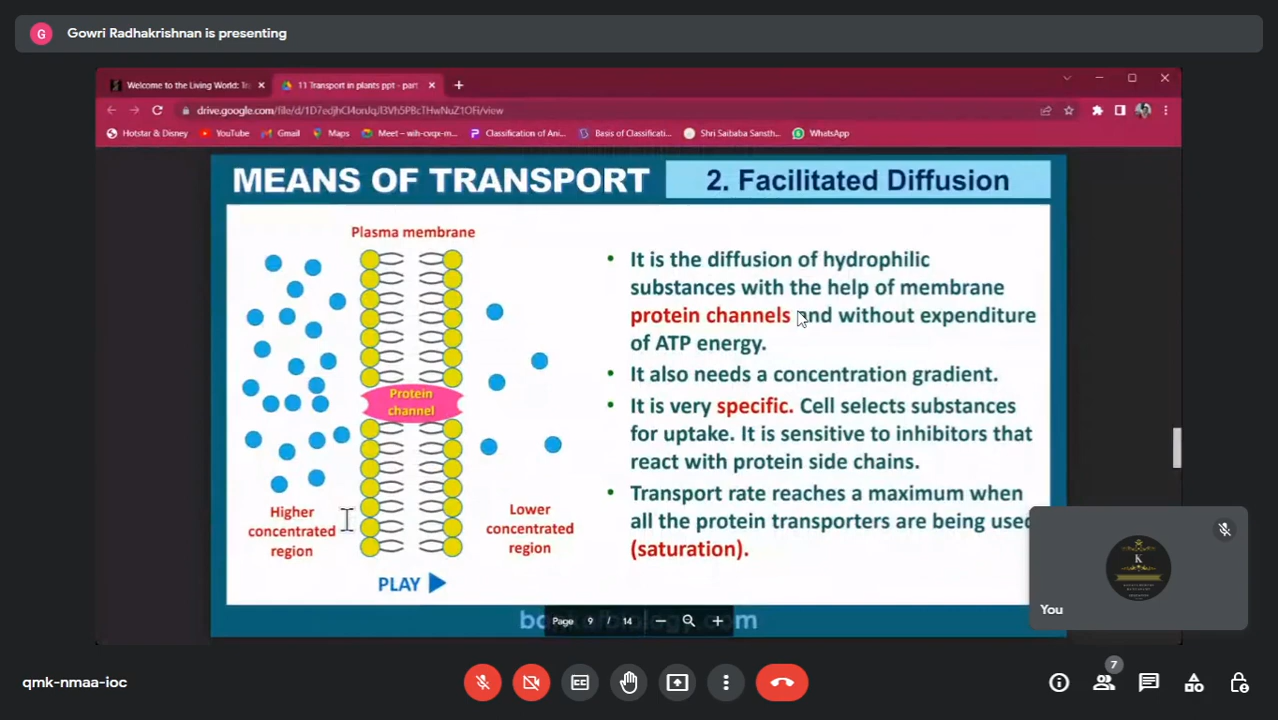 G Gowri Radhakrishnan is presenting
Welcome to the Living World: Tr
11 Transport in plants ppt - part
Hotstar & Disney
YouTube
Gmail
Maps
Meet – wih-cvqx-m...
Classification of Ani...
Basis of Classificati...
Shri Saibaba Sansth...
WhatsApp
MEANS OF TRANSPORT
2. Facilitated Diffusion
Plasma membrane
Protein
channel
Higher
concentrated
region
Lower
concentrated
region
PLAY
• It is the diffusion of hydrophilic
substances with the help of membrane
protein channels and without expenditure
of ATP energy.
• It also needs a concentration gradient.
• It is very specific. Cell selects substances
for uptake. It is sensitive to inhibitors that
react with protein side chains.
• Transport rate reaches a maximum when
all the protein transporters are being used
(saturation).
Page 9 / 14
K
You
qmk-nmaa-ioc
CC
7